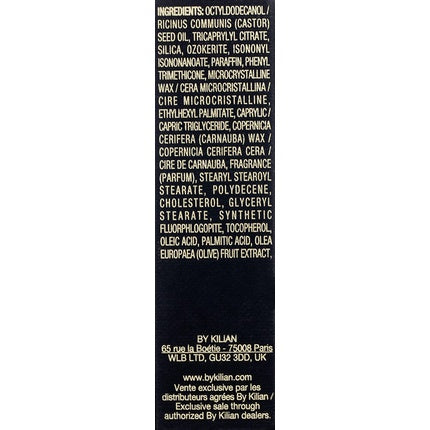 INGREDIENTS: OCTYLDODECANOL /
RICINUS COMMUNIS (CASTOR)
SEED OIL, TRICAPRYLYL CITRATE,
SILICA, OZOKERITE, ISONONYL
ISONONANOATE, PARAFFIN, PHENYL
TRIMETHICONE, MICROCRYSTALLINE
WAX / CERA MICROCRISTALLINA /
CIRE MICROCRISTALLINE,
ETHYLHEXYL PALMITATE, CAPRYLIC /
CAPRIC TRIGLYCERIDE, COPERNICIA
CERIFERA (CARNAUBA) WAX /
COPERNICIA CERIFERA CERA /
CIRE DE CARNAUBA, FRAGRANCE
(PARFUM), STEARYL STEAROYL
STEARATE, POLYDECENE,
CHOLESTEROL, GLYCERYL
STEARATE, SYNTHETIC
FLUORPHLOGOPITE, TOCOPHEROL,
OLEIC ACID, PALMITIC ACID, OLEA
EUROPAEA (OLIVE) FRUIT EXTRACT,
BY KILIAN
65 rue la Boétie - 75008 Paris
WLB LTD, GU32 3DD, UK
www.bykilian.com
Vente exclusive par les
distributeurs agrées By Kilian /
Exclusive sale through
authorized By Kilian dealers.